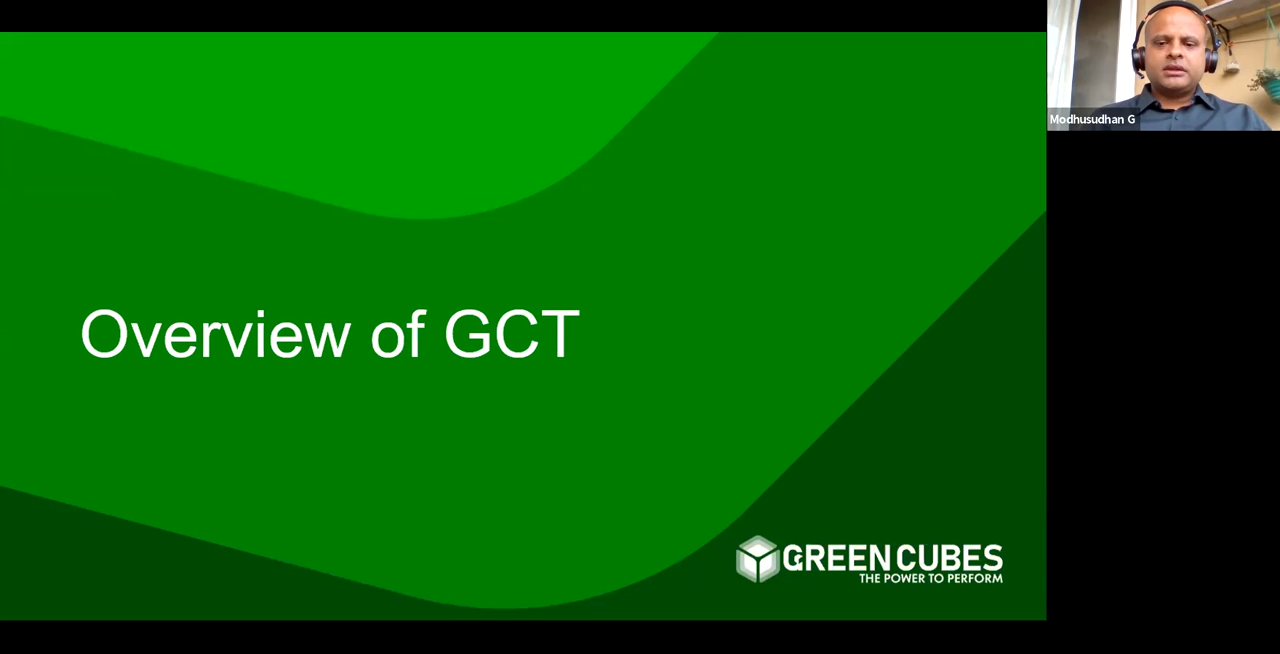 Modhusudhan G
Overview of GCT
GREEN CUBES
THE POWER TO PERFORM